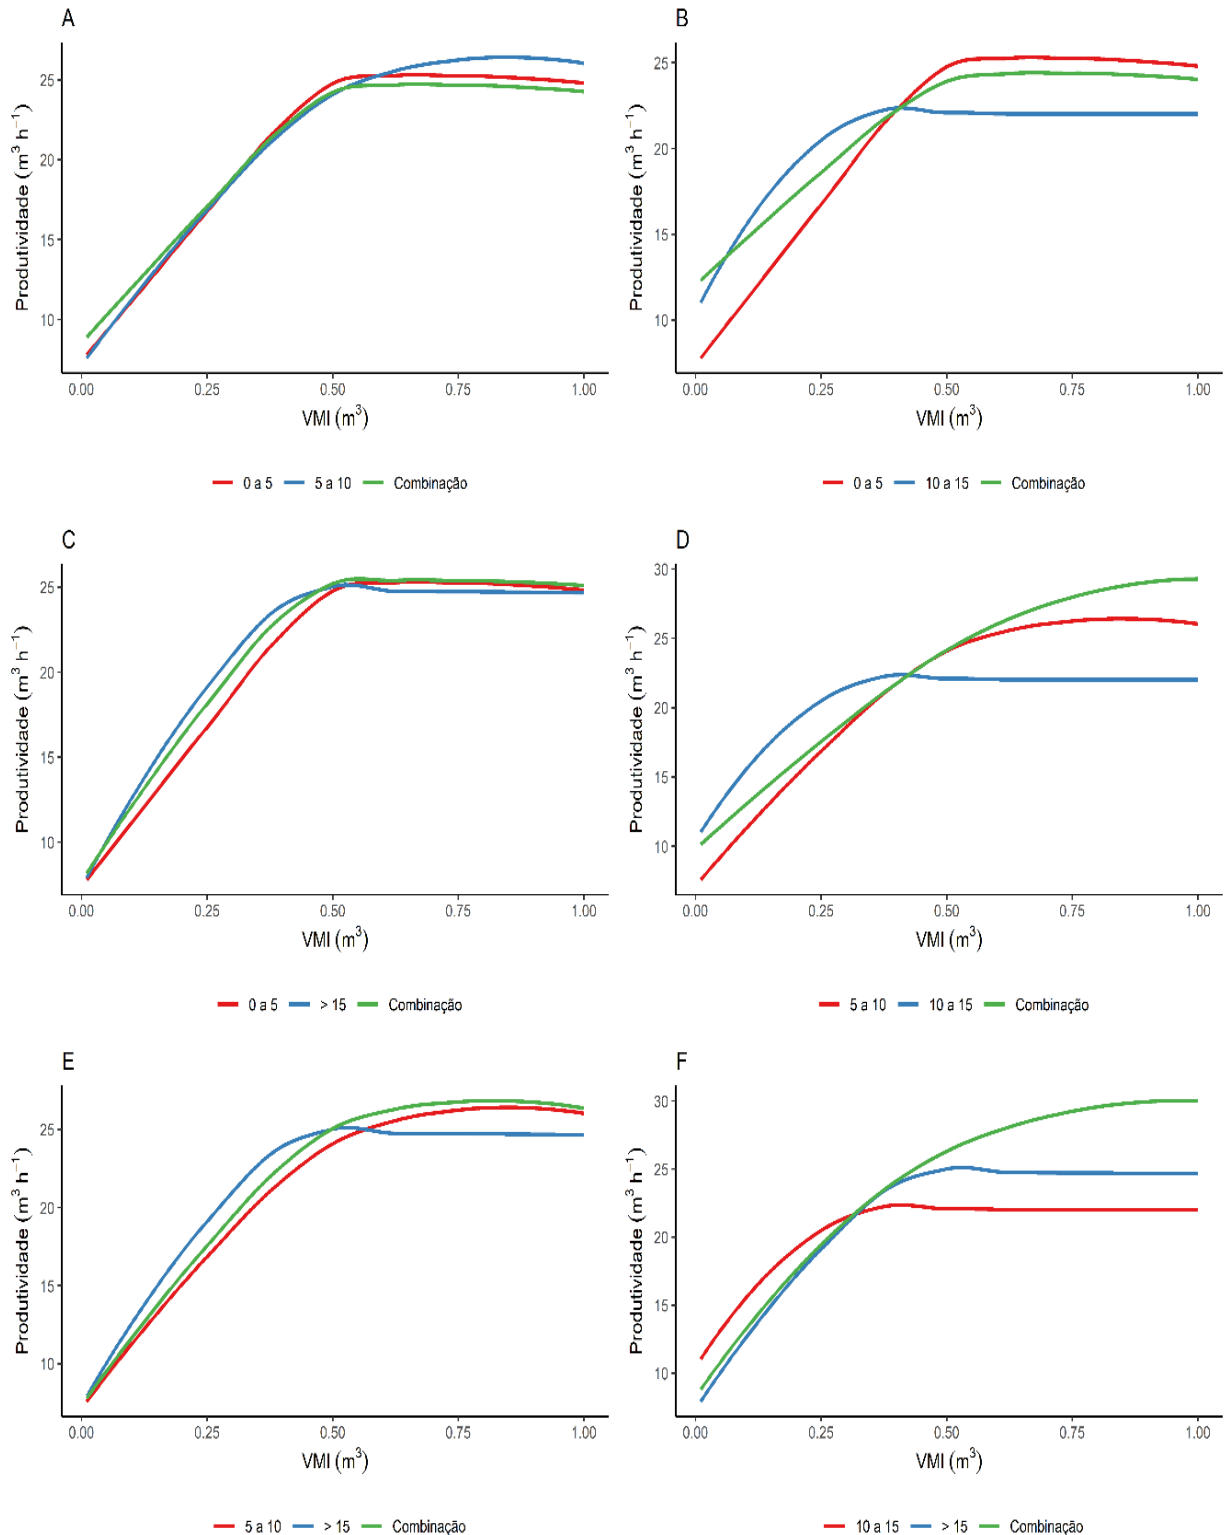 A
B
Produtividade (m³ h⁻¹)
25
20
15
10
0.00 0.25 0.50 0.75 1.00
VMI (m³)
0 a 5 5 a 10 Combinação
Produtividade (m³ h⁻¹)
25
20
15
10
0.00 0.25 0.50 0.75 1.00
VMI (m³)
0 a 5 10 a 15 Combinação
C
D
Produtividade (m³ h⁻¹)
25
20
15
10
0.00 0.25 0.50 0.75 1.00
VMI (m³)
0 a 5 > 15 Combinação
Produtividade (m³ h⁻¹)
30
25
20
15
10
0.00 0.25 0.50 0.75 1.00
VMI (m³)
5 a 10 10 a 15 Combinação
E
F
Produtividade (m³ h⁻¹)
25
20
15
10
0.00 0.25 0.50 0.75 1.00
VMI (m³)
5 a 10 > 15 Combinação
Produtividade (m³ h⁻¹)
30
25
20
15
10
0.00 0.25 0.50 0.75 1.00
VMI (m³)
10 a 15 > 15 Combinação